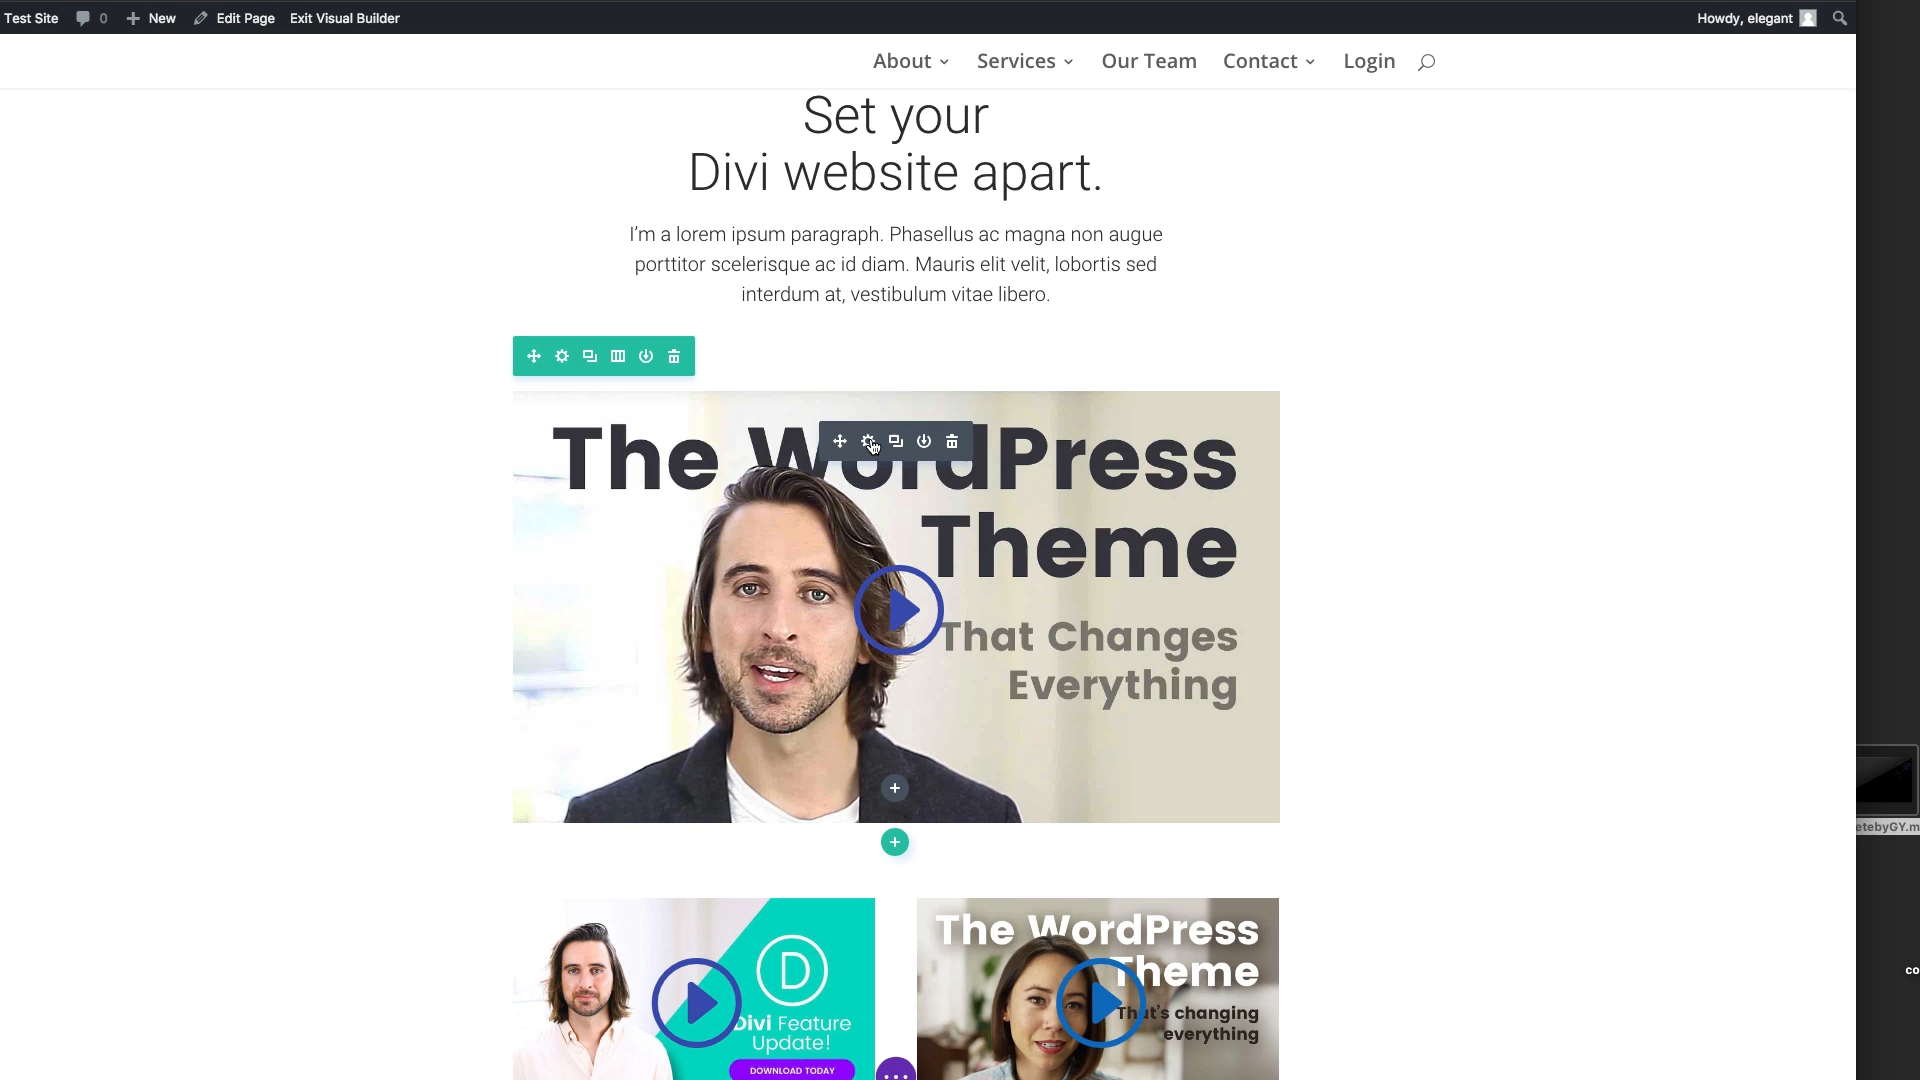 Test Site 0 New Edit Page Exit Visual Builder Howdy, elegant
About Services Our Team Contact Login
Set your
Divi website apart.
I'm a lorem ipsum paragraph. Phasellus ac magna non augue
porttitor scelerisque ac id diam. Mauris elit velit, lobortis sed
interdum at, vestibulum vitae libero.
The WordPress
Theme
That Changes
Everything
etebyGY.m
D
Divi Feature
Update!
DOWNLOAD TODAY
The WordPress
Theme
That's changing
everything
co